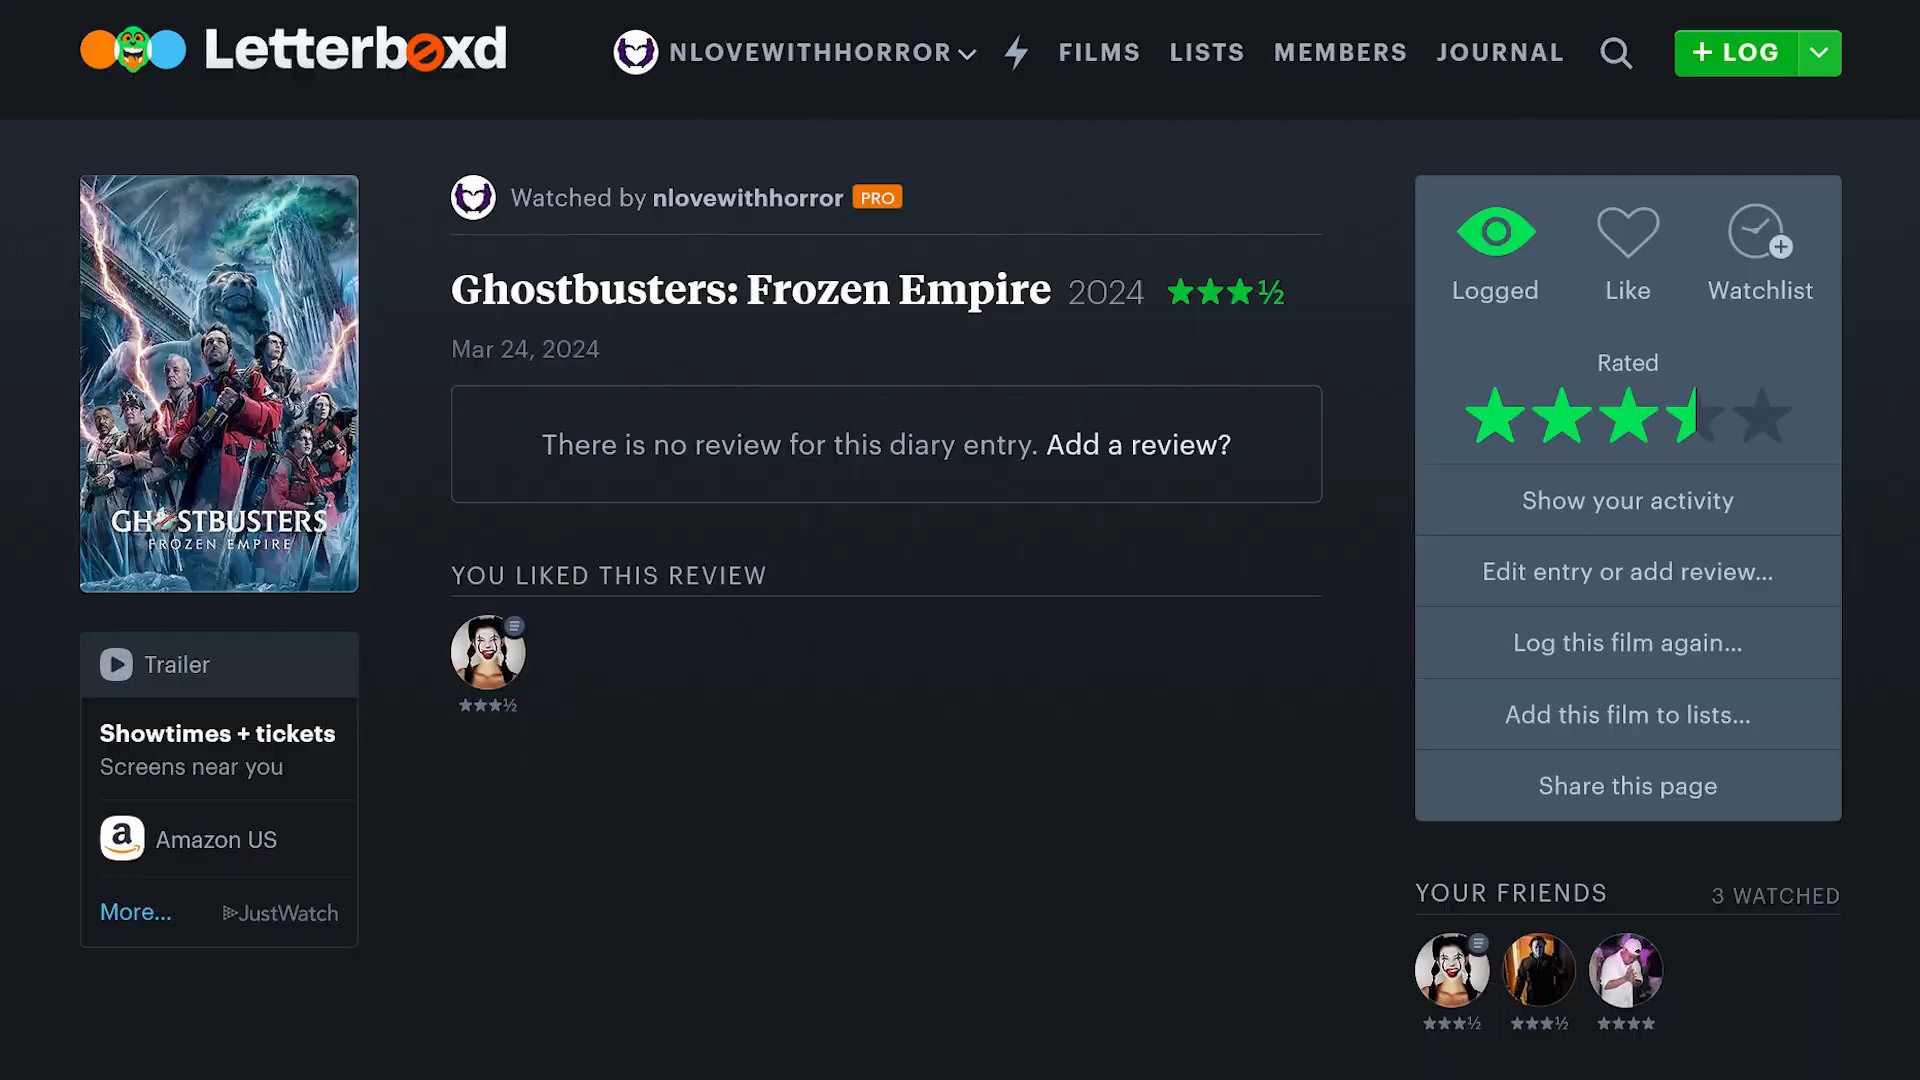 Letterboxd
NLOVEWITHHORROR
FILMS
LISTS
MEMBERS
JOURNAL
+ LOG
Watched by nlovewithhorror PRO
Ghostbusters: Frozen Empire 2024 ★★★½
Mar 24, 2024
There is no review for this diary entry. Add a review?
YOU LIKED THIS REVIEW
★★★½
GHOSTBUSTERS
FROZEN EMPIRE
Trailer
Showtimes + tickets
Screens near you
a Amazon US
More... JustWatch
Logged Like Watchlist
Rated
Show your activity
Edit entry or add review...
Log this film again...
Add this film to lists...
Share this page
YOUR FRIENDS 3 WATCHED
★★★½ ★★★½ ★★★★